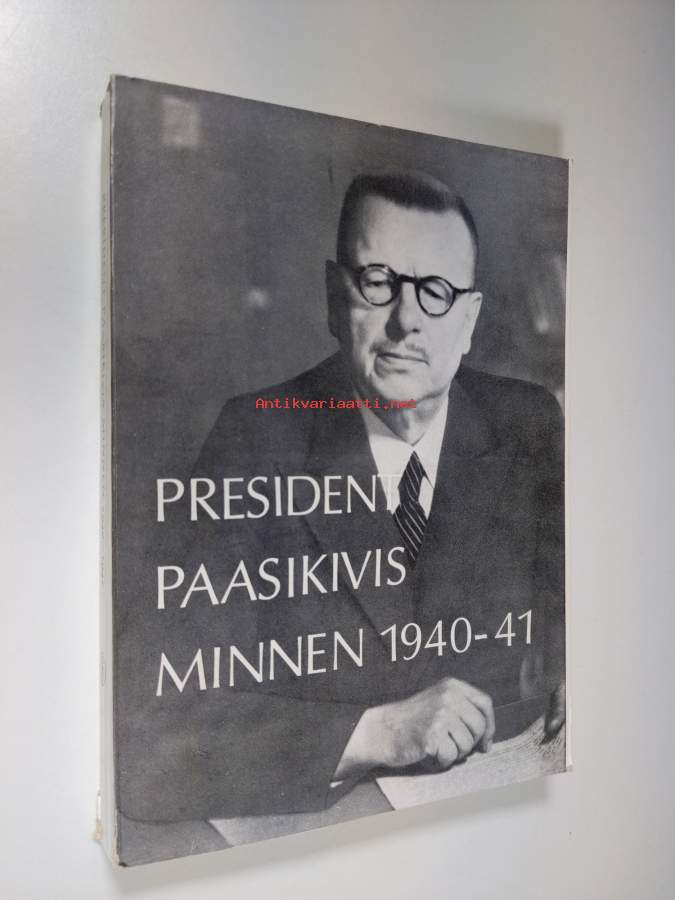 Antikvariaatti.net
PRESIDENT
PAASIKIVIS
MINNEN 1940-41